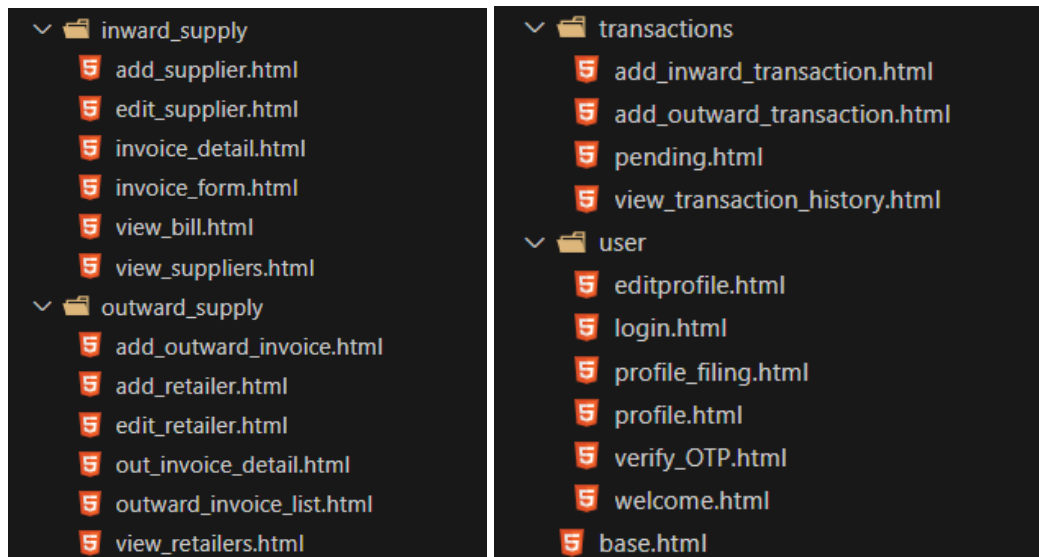 inward_supply
add_supplier.html
edit_supplier.html
invoice_detail.html
invoice_form.html
view_bill.html
view_suppliers.html
outward_supply
add_outward_invoice.html
add_retailer.html
edit_retailer.html
out_invoice_detail.html
outward_invoice_list.html
view_retailers.html
transactions
add_inward_transaction.html
add_outward_transaction.html
pending.html
view_transaction_history.html
user
editprofile.html
login.html
profile_filing.html
profile.html
verify_OTP.html
welcome.html
base.html